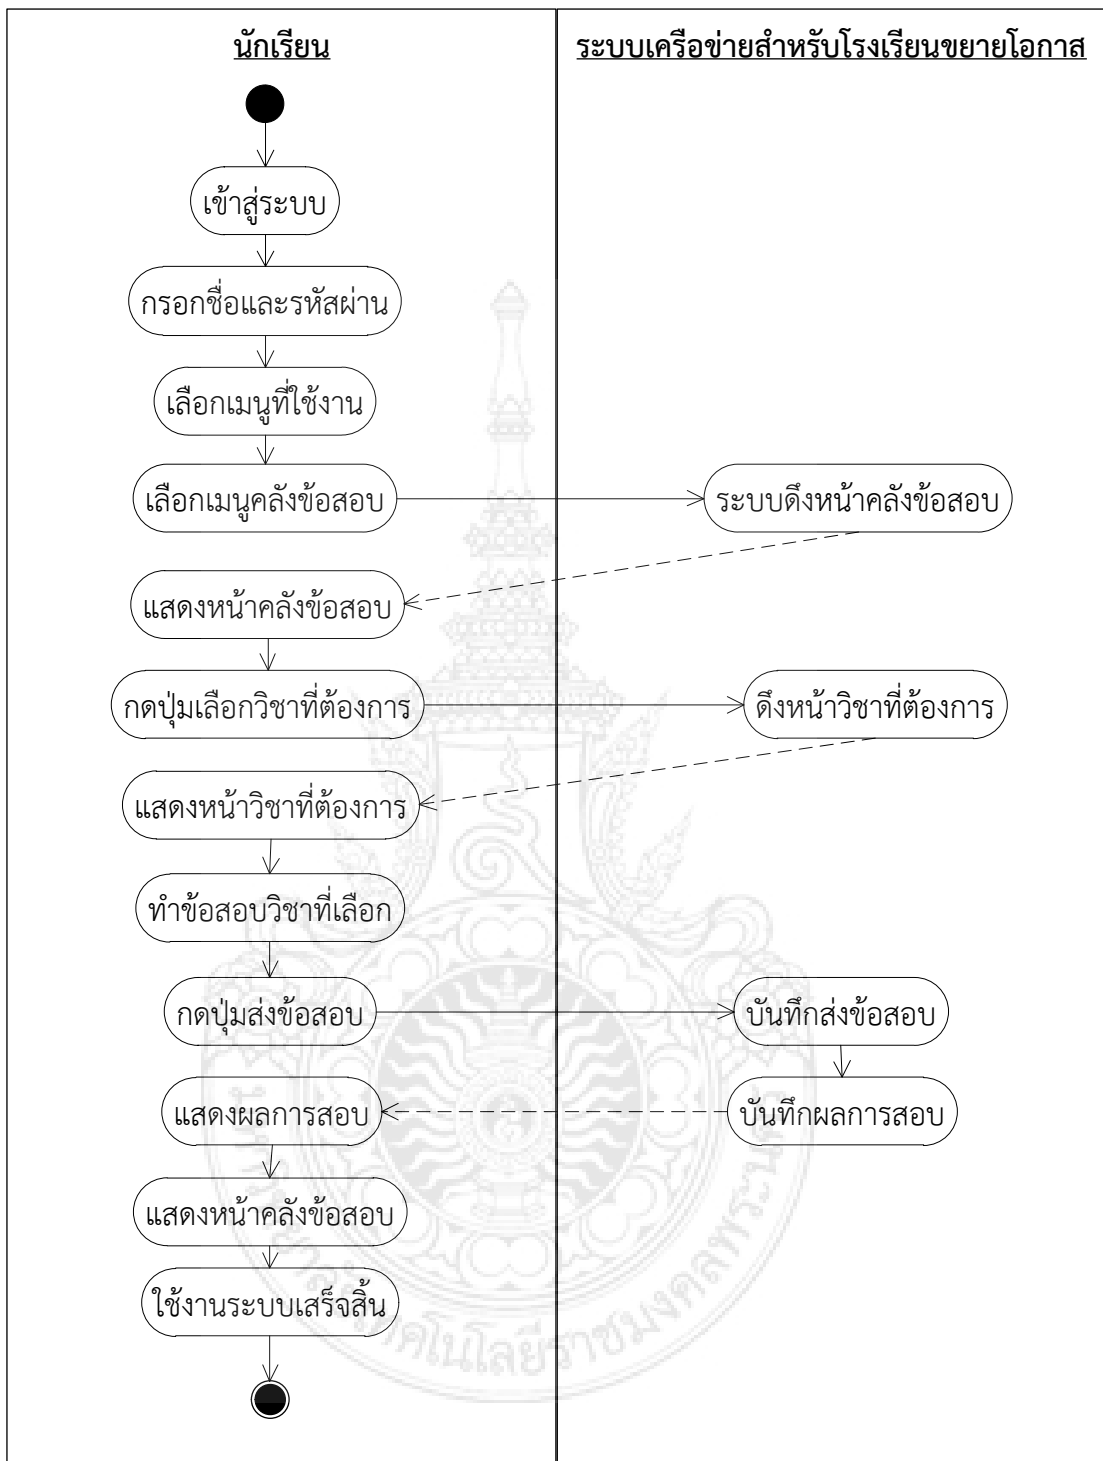 นักเรียน
ระบบเครือข่ายสำหรับโรงเรียนขยายโอกาส
เข้าสู่ระบบ
กรอกชื่อและรหัสผ่าน
เลือกเมนูที่ใช้งาน
เลือกเมนูคลังข้อสอบ
ระบบดึงหน้าคลังข้อสอบ
แสดงหน้าคลังข้อสอบ
กดปุ่มเลือกวิชาที่ต้องการ
ดึงหน้าวิชาที่ต้องการ
แสดงหน้าวิชาที่ต้องการ
ทำข้อสอบวิชาที่เลือก
กดปุ่มส่งข้อสอบ
บันทึกส่งข้อสอบ
แสดงผลการสอบ
บันทึกผลการสอบ
แสดงหน้าคลังข้อสอบ
ใช้งานระบบเสร็จสิ้น